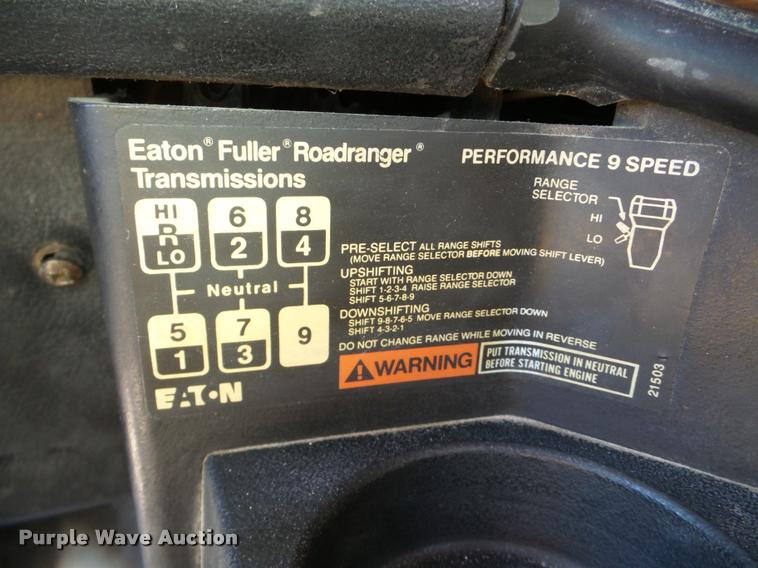 Eaton® Fuller® Roadranger®
Transmissions
PERFORMANCE 9 SPEED
RANGE
SELECTOR
HI
LO
HI
R
LO
6
2
8
4
Neutral
5
1
7
3
9
PRE-SELECT ALL RANGE SHIFTS
(MOVE RANGE SELECTOR BEFORE MOVING SHIFT LEVER)
UPSHIFTING
START WITH RANGE SELECTOR DOWN
SHIFT 1-2-3-4 RAISE RANGE SELECTOR
SHIFT 5-6-7-8-9
DOWNSHIFTING
SHIFT 9-8-7-6-5 MOVE RANGE SELECTOR DOWN
SHIFT 4-3-2-1
DO NOT CHANGE RANGE WHILE MOVING IN REVERSE
WARNING
PUT TRANSMISSION IN NEUTRAL
BEFORE STARTING ENGINE
EATON
Purple Wave Auction